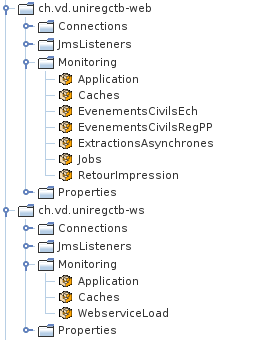 ch.vd.uniregctb-web
Connections
JmsListeners
Monitoring
Application
Caches
EvenementsCivilsEch
EvenementsCivilsRegPP
ExtractionsAsynchrones
Jobs
RetourImpression
Properties
ch.vd.uniregctb-ws
Connections
JmsListeners
Monitoring
Application
Caches
WebserviceLoad
Properties